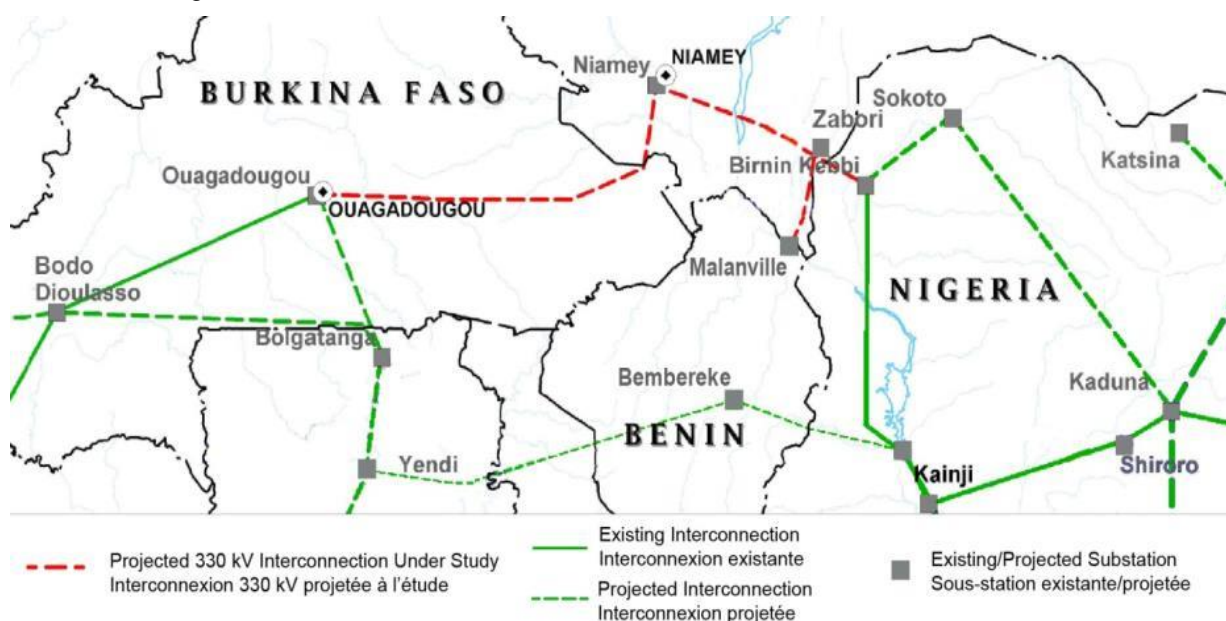 NIAMEY
Niamey
BURKINA FASO
Sokoto
Zabori
Katsina
Birnin Kebbi
Ouagadougou
OUAGADOUGOU
Malanville
NIGERIA
Bodo
Dioulasso
Bolgatanga
Bembereke
Kaduna
BENIN
Yendi
Kainji
Shiroro
Projected 330 kV Interconnection Under Study
Interconnexion 330 kV projetée à l'étude
Existing Interconnection
Interconnexion existante
Projected Interconnection
Interconnexion projetée
Existing/Projected Substation
Sous-station existante/projetée